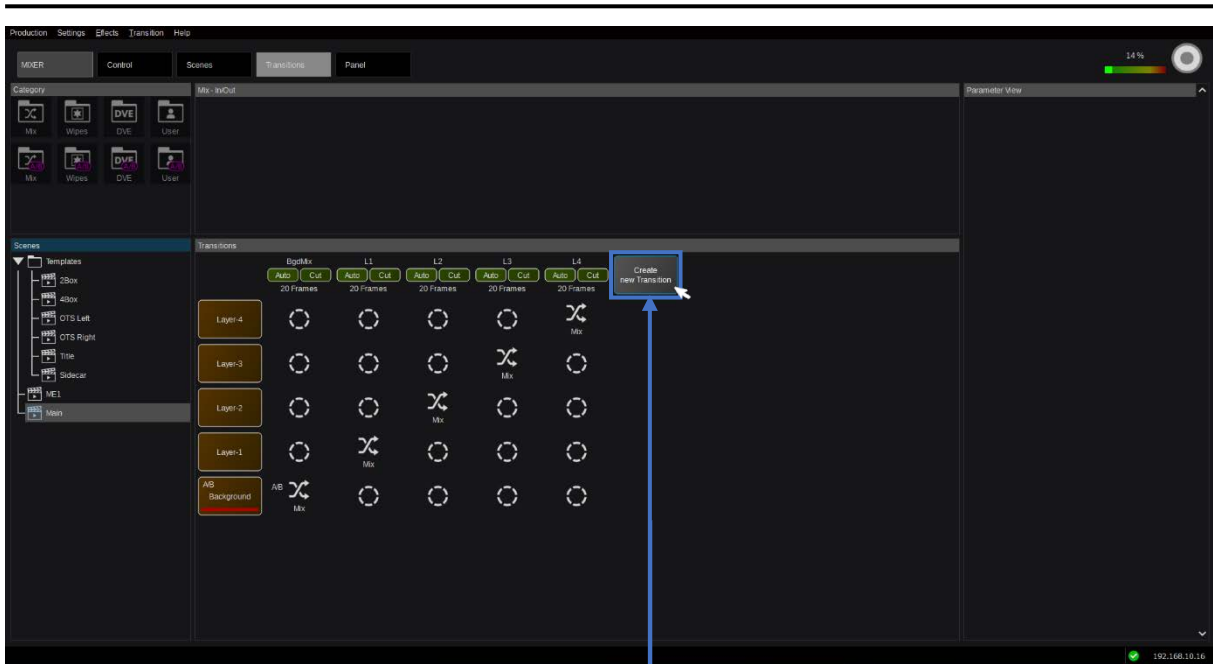 Production Settings Effects Transition Help
MIXER Control Scenes Transitions Panel
14 %
Category
Mix Wipes DVE User
DVE
A/B A/B A/B A/B
Mix Wipes DVE User
DVE
Mix - In/Out
Parameter View
Scenes
Templates
2Box
4Box
OTS Left
OTS Right
Title
Sidecar
ME1
Main
Transitions
BgdMix L1 L2 L3 L4
Auto Cut Auto Cut Auto Cut Auto Cut Auto Cut
20 Frames 20 Frames 20 Frames 20 Frames 20 Frames
Create
new Transition
Layer-4
Mix
Layer-3
Mix
Layer-2
Mix
Layer-1
Mix
A/B
Background
A/B
Mix
192.168.10.16